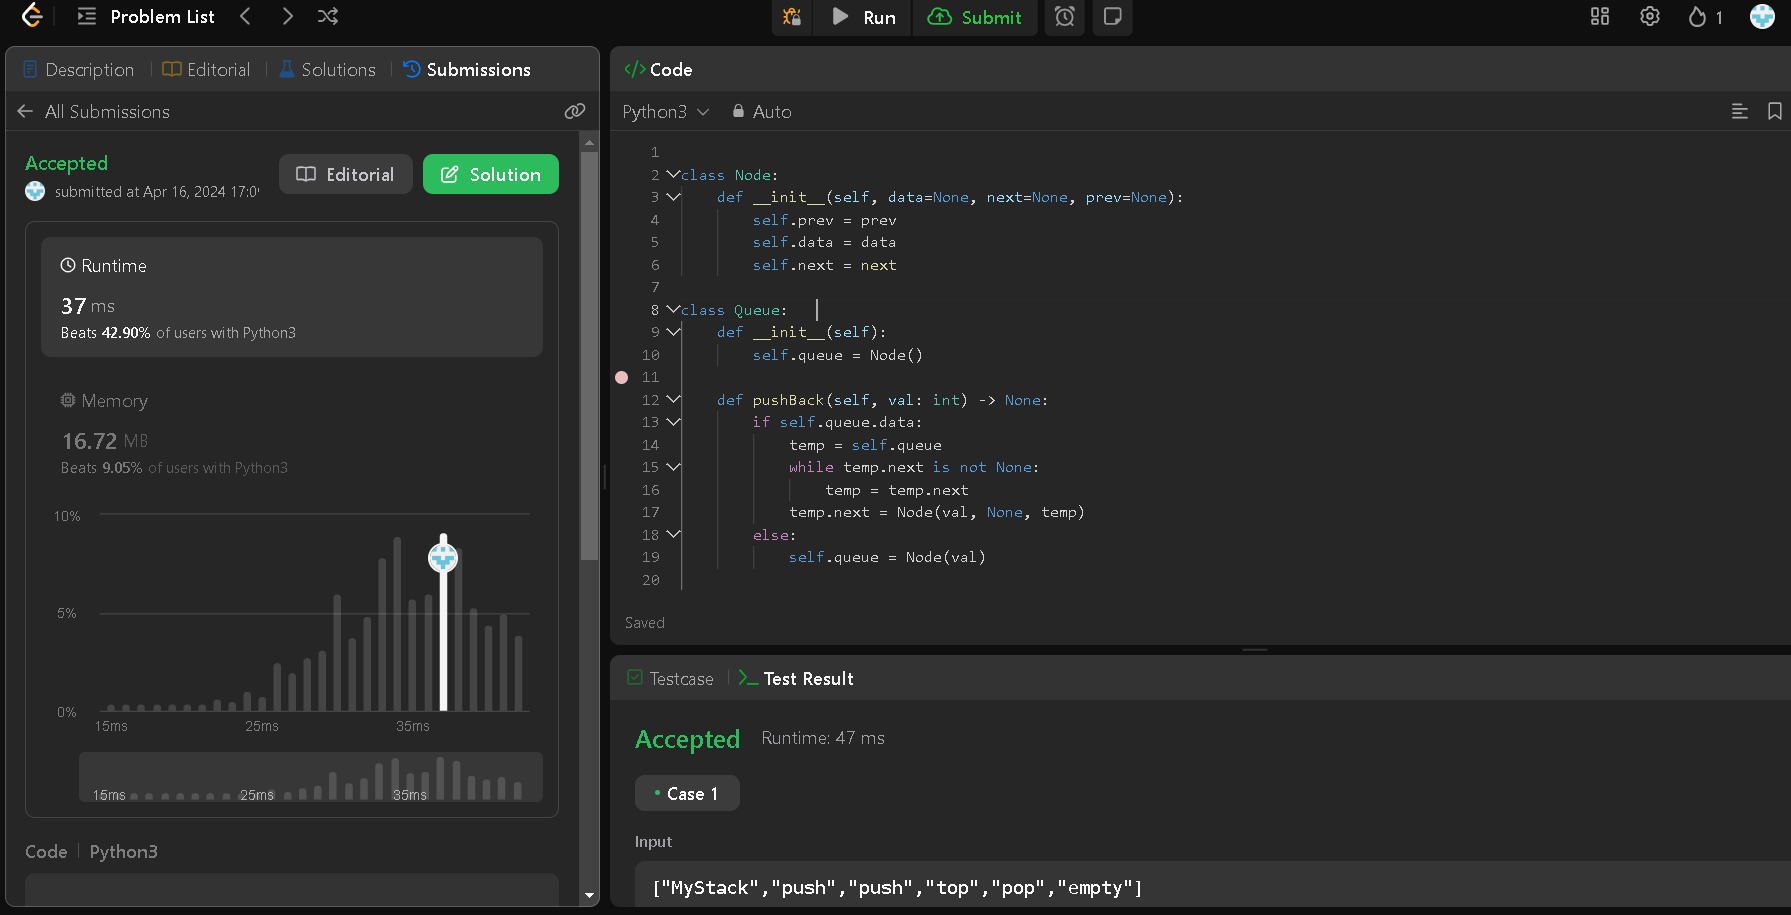 Problem List
Run
Submit
1
Description
Editorial
Solutions
Submissions
All Submissions
Accepted
submitted at Apr 16, 2024 17:0
Editorial
Solution
Runtime
37 ms
Beats 42.90% of users with Python3
Memory
16.72 MB
Beats 9.05% of users with Python3
10%
5%
0%
15ms 25ms 35ms
15ms 25ms 35ms
Code | Python3
</> Code
Python3
Auto
1
2 class Node:
3     def __init__(self, data=None, next=None, prev=None):
4         self.prev = prev
5         self.data = data
6         self.next = next
7
8 class Queue:
9     def __init__(self):
10         self.queue = Node()
11
12     def pushBack(self, val: int) -> None:
13         if self.queue.data:
14             temp = self.queue
15             while temp.next is not None:
16                 temp = temp.next
17             temp.next = Node(val, None, temp)
18         else:
19             self.queue = Node(val)
20
Saved
Testcase
>_ Test Result
Accepted
Runtime: 47 ms
• Case 1
Input
["MyStack","push","push","top","pop","empty"]